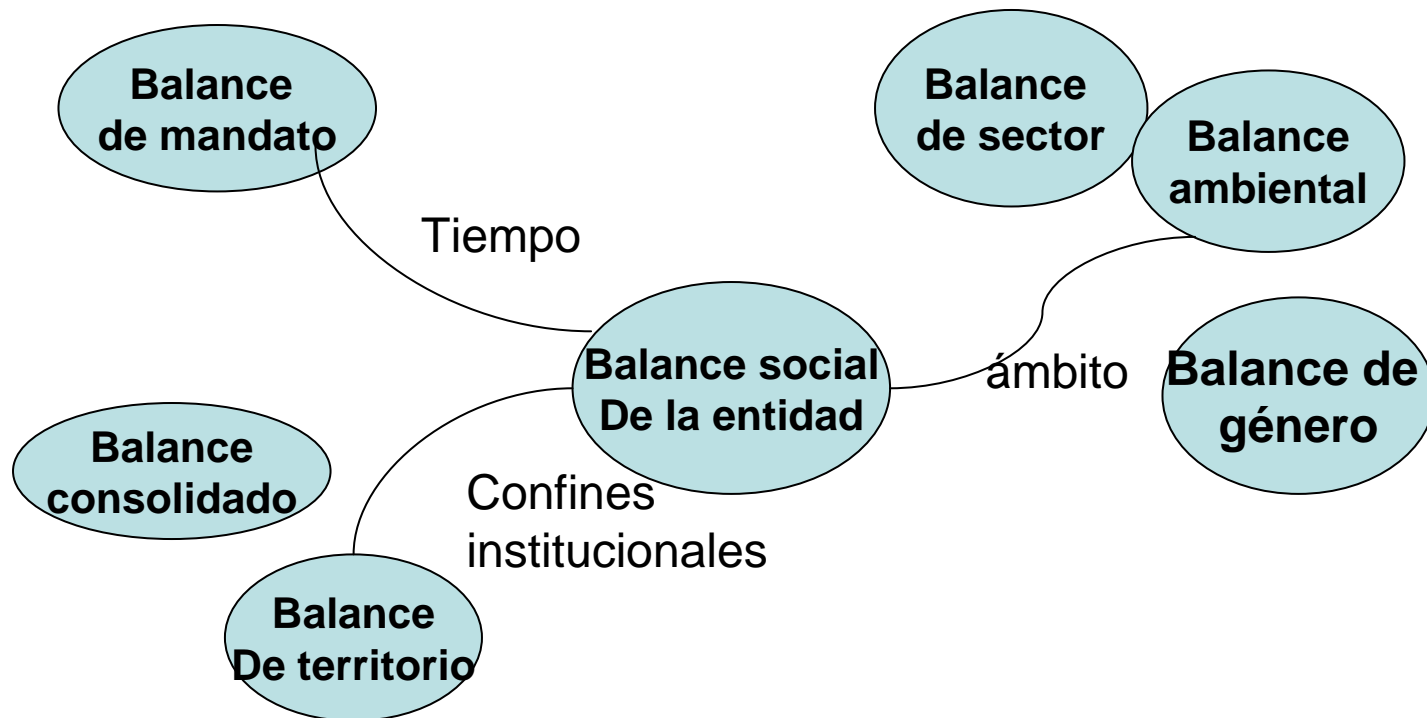 Balance
de mandato
Balance
de sector
Balance
ambiental
Tiempo
Balance social
De la entidad
ámbito
Balance de
género
Balance
consolidado
Confines
institucionales
Balance
De territorio